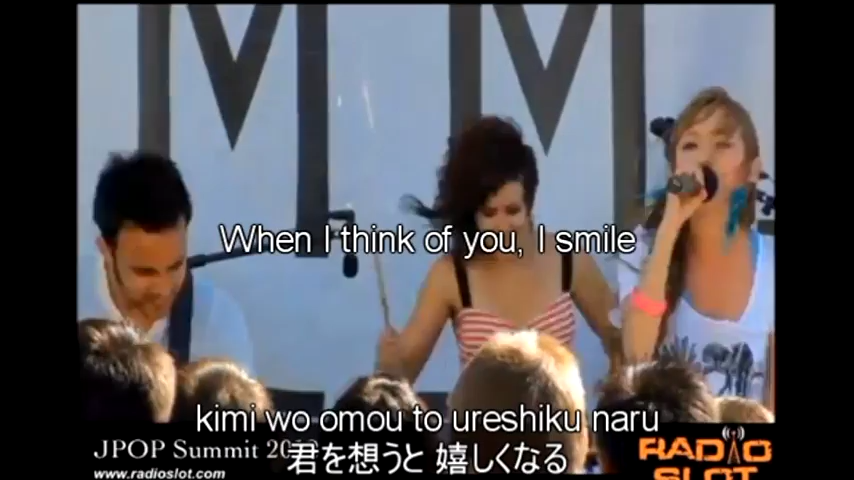 When I think of you, I smile
kimi wo omou to ureshiku naru
JPOP Summit
君を想うと 嬉しくなる
www.radioslot.com
RADIO
SLOT